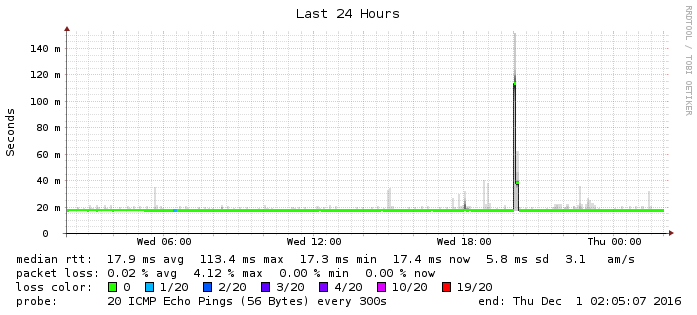 Last 24 Hours
RRDTOOL / TOBI OETIKER
Seconds
140 m
120 m
100 m
80 m
60 m
40 m
20 m
0
Wed 06:00 Wed 12:00 Wed 18:00 Thu 00:00
median rtt: 17.9 ms avg 113.4 ms max 17.3 ms min 17.4 ms now 5.8 ms sd 3.1 am/s
packet loss: 0.02 % avg 4.12 % max 0.00 % min 0.00 % now
loss color: 0 1/20 2/20 3/20 4/20 10/20 19/20
probe: 20 ICMP Echo Pings (56 Bytes) every 300s end: Thu Dec 1 02:05:07 2016